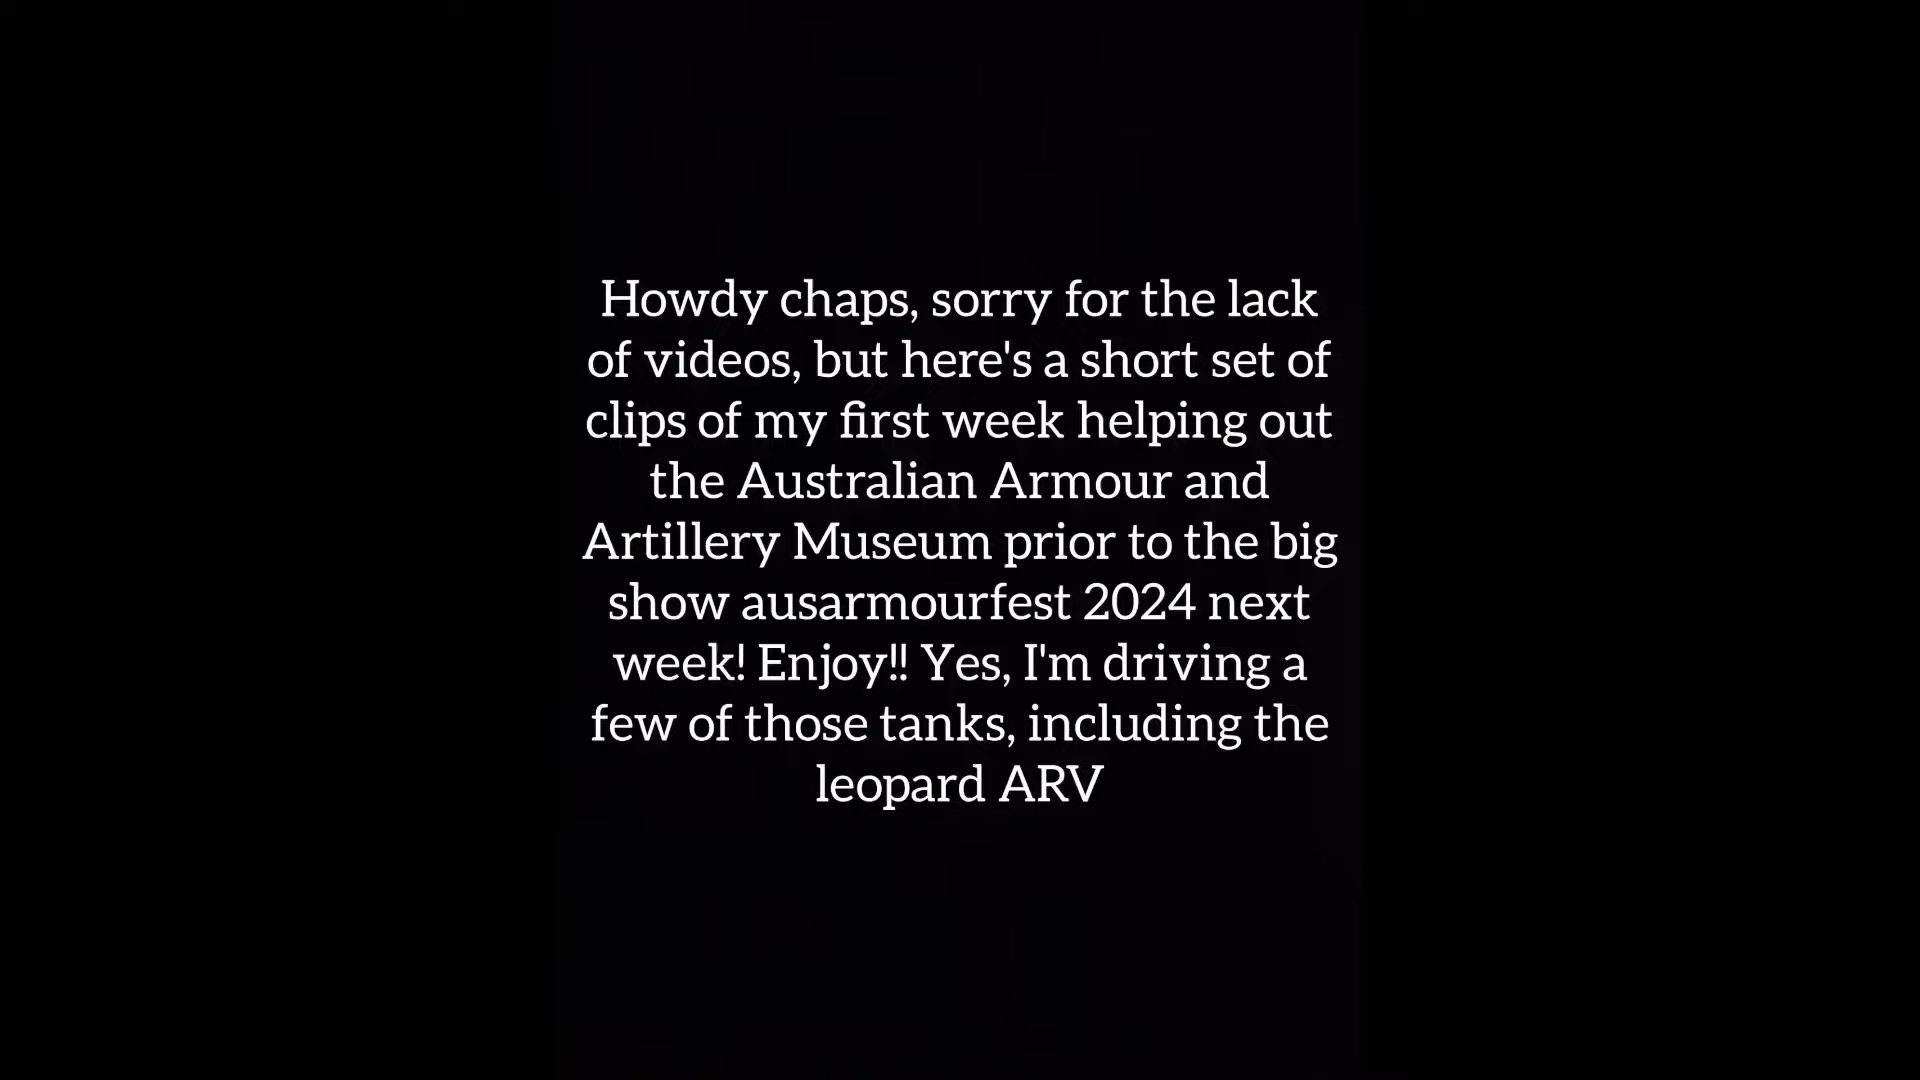 Howdy chaps, sorry for the lack
of videos, but here's a short set of
clips of my first week helping out
the Australian Armour and
Artillery Museum prior to the big
show ausarmourfest 2024 next
week! Enjoy!! Yes, I'm driving a
few of those tanks, including the
leopard ARV